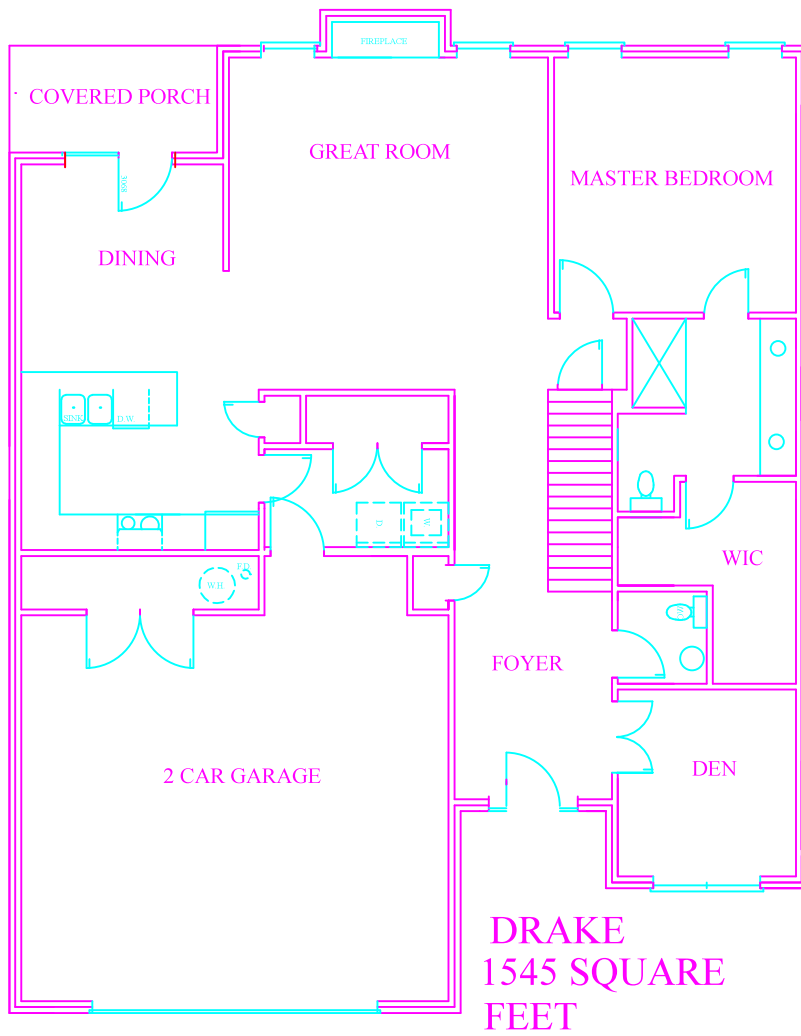 FIREPLACE
COVERED PORCH
GREAT ROOM
MASTER BEDROOM
DINING
SINK
D W
D
W
WIC
WH
FD
FOYER
2 CAR GARAGE
DEN
DRAKE
1545 SQUARE
FEET